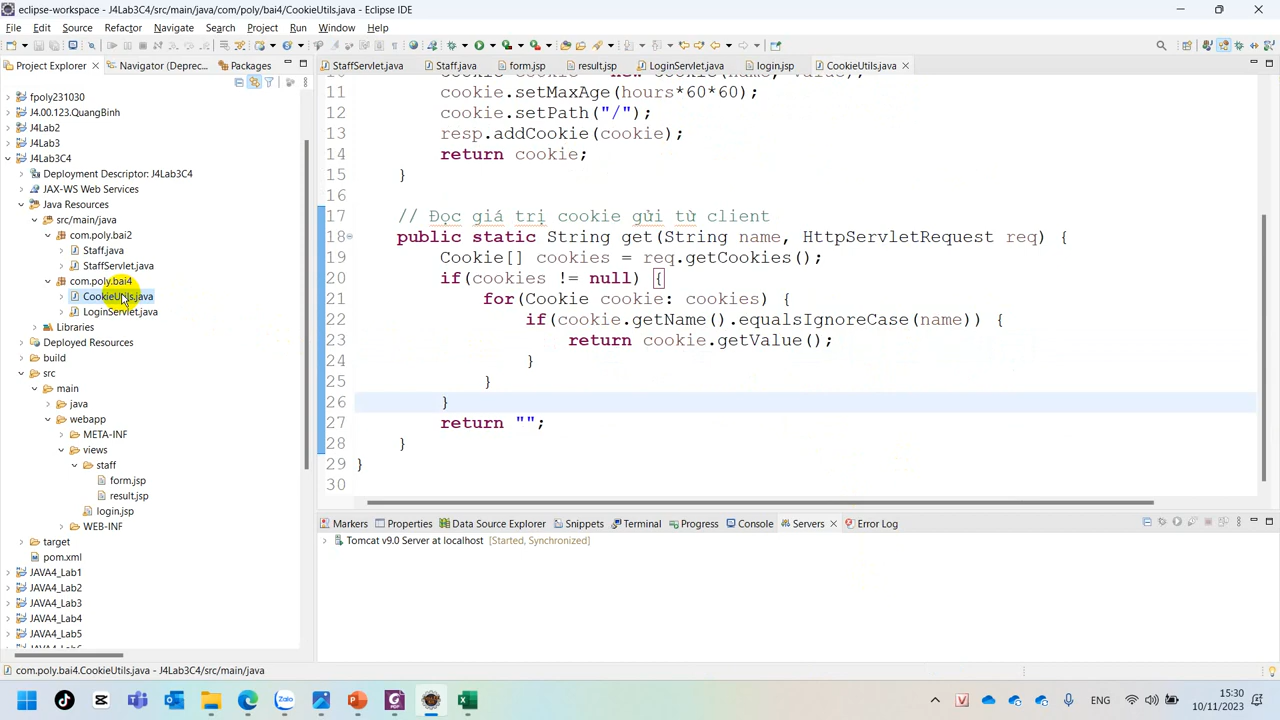 eclipse-workspace - J4Lab3C4/src/main/java/com/poly/bai4/CookieUtils.java - Eclipse IDE
File Edit Source Refactor Navigate Search Project Run Window Help
Project Explorer Navigator (Deprec... Packages
StaffServlet.java Staff.java form.jsp result.jsp LoginServlet.java login.jsp CookieUtils.java
fpoly231030
J4.00.123.QuangBinh
J4Lab2
J4Lab3
J4Lab3C4
Deployment Descriptor: J4Lab3C4
JAX-WS Web Services
Java Resources
src/main/java
com.poly.bai2
Staff.java
StaffServlet.java
com.poly.bai4
CookieUtils.java
LoginServlet.java
Libraries
Deployed Resources
build
src
main
java
webapp
META-INF
views
staff
form.jsp
result.jsp
login.jsp
WEB-INF
target
pom.xml
JAVA4_Lab1
JAVA4_Lab2
JAVA4_Lab3
JAVA4_Lab4
JAVA4_Lab5
11 cookie.setMaxAge(hours*60*60);
12 cookie.setPath("/");
13 resp.addCookie(cookie);
14 return cookie;
15 }
16
17 // Đọc giá trị cookie gửi từ client
18 public static String get(String name, HttpServletRequest req) {
19 Cookie[] cookies = req.getCookies();
20 if(cookies != null) {
21 for(Cookie cookie: cookies) {
22 if(cookie.getName().equalsIgnoreCase(name)) {
23 return cookie.getValue();
24 }
25 }
26 }
27 return "";
28 }
29 }
30
Markers Properties Data Source Explorer Snippets Terminal Progress Console Servers Error Log
Tomcat v9.0 Server at localhost [Started, Synchronized]
com.poly.bai4.CookieUtils.java - J4Lab3C4/src/main/java
ENG
15:30
10/11/2023